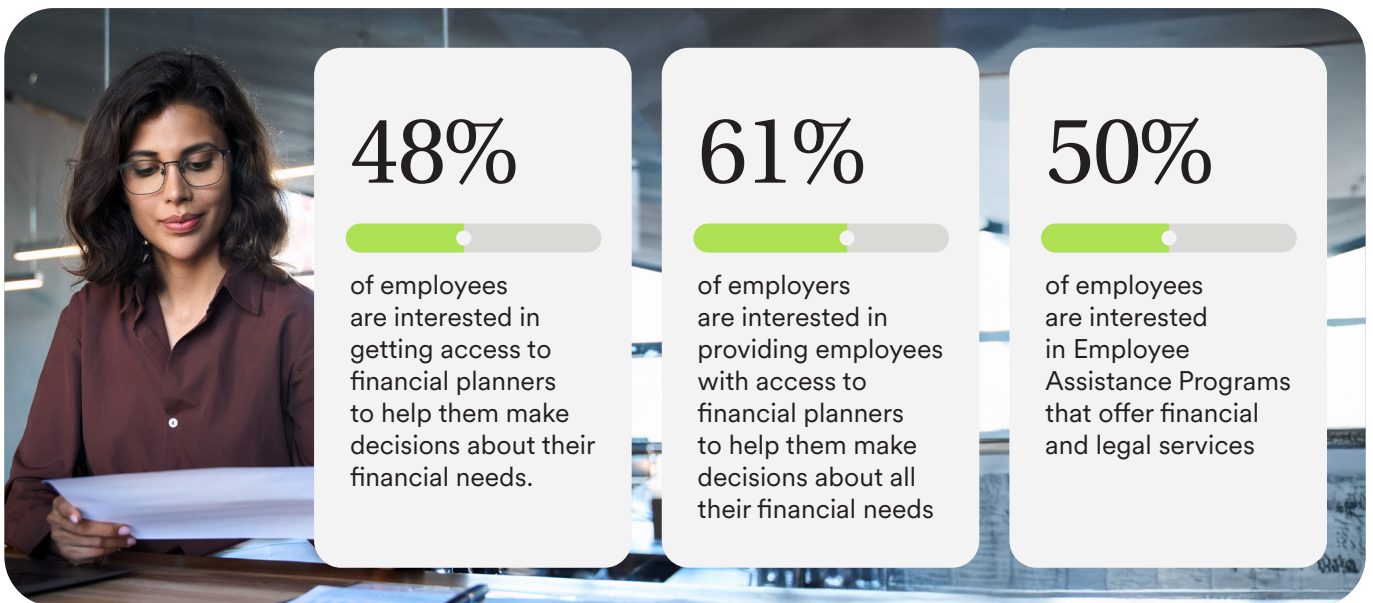 48%
of employees
are interested in
getting access to
financial planners
to help them make
decisions about their
financial needs.
61%
of employers
are interested in
providing employees
with access to
financial planners
to help them make
decisions about all
their financial needs
50%
of employees
are interested
in Employee
Assistance Programs
that offer financial
and legal services